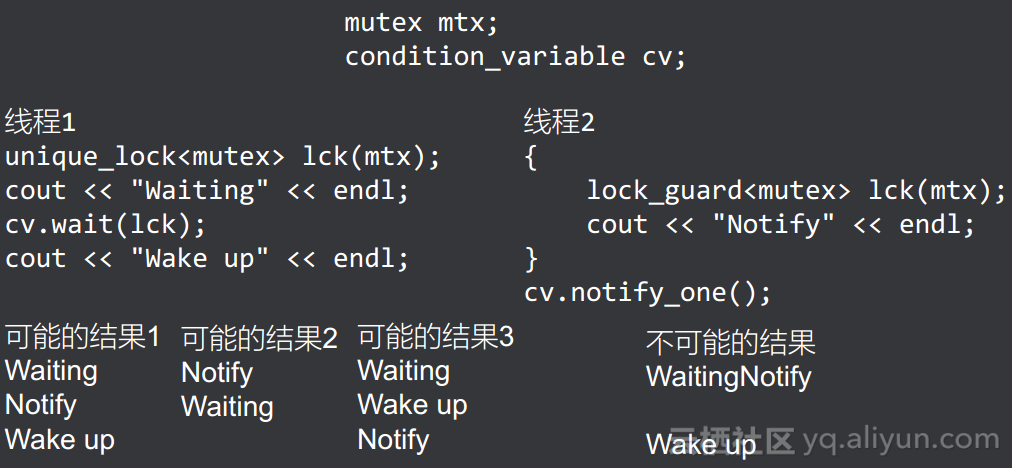 mutex mtx;
condition_variable cv;
线程1
unique_lock<mutex> lck(mtx);
cout << "Waiting" << endl;
cv.wait(lck);
cout << "Wake up" << endl;
线程2
{
    lock_guard<mutex> lck(mtx);
    cout << "Notify" << endl;
}
cv.notify_one();
可能的结果1
Waiting
Notify
Wake up
可能的结果2
Notify
Waiting
可能的结果3
Waiting
Wake up
Notify
不可能的结果
WaitingNotify
Wake up
云栖社区 yq.aliyun.com